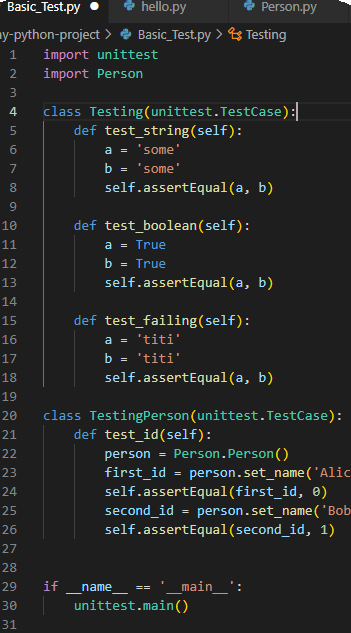 Basic_Test.py hello.py Person.py
ny-python-project > Basic_Test.py > Testing
1 import unittest
2 import Person
3
4 class Testing(unittest.TestCase):
5 def test_string(self):
6 a = 'some'
7 b = 'some'
8 self.assertEqual(a, b)
9
10 def test_boolean(self):
11 a = True
12 b = True
13 self.assertEqual(a, b)
14
15 def test_failing(self):
16 a = 'titi'
17 b = 'titi'
18 self.assertEqual(a, b)
19
20 class TestingPerson(unittest.TestCase):
21 def test_id(self):
22 person = Person.Person()
23 first_id = person.set_name('Alic
24 self.assertEqual(first_id, 0)
25 second_id = person.set_name('Bob
26 self.assertEqual(second_id, 1)
27
28
29 if __name__ == '__main__':
30 unittest.main()
31